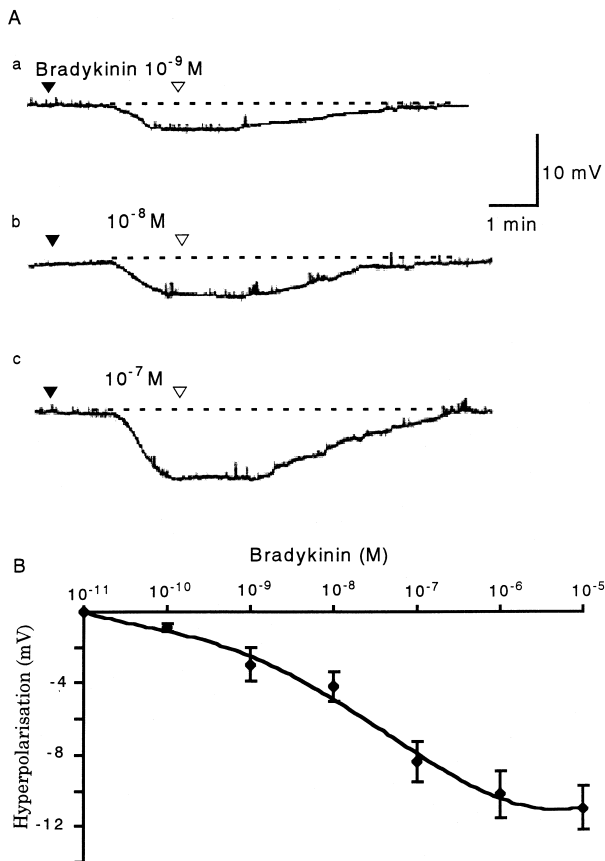 A
a
Bradykinin 10⁻⁹ M
10 mV
1 min
b
10⁻⁸ M
c
10⁻⁷ M
B
Bradykinin (M)
10⁻¹¹ 10⁻¹⁰ 10⁻⁹ 10⁻⁸ 10⁻⁷ 10⁻⁶ 10⁻⁵
Hyperpolarisation (mV)
-4
-8
-12